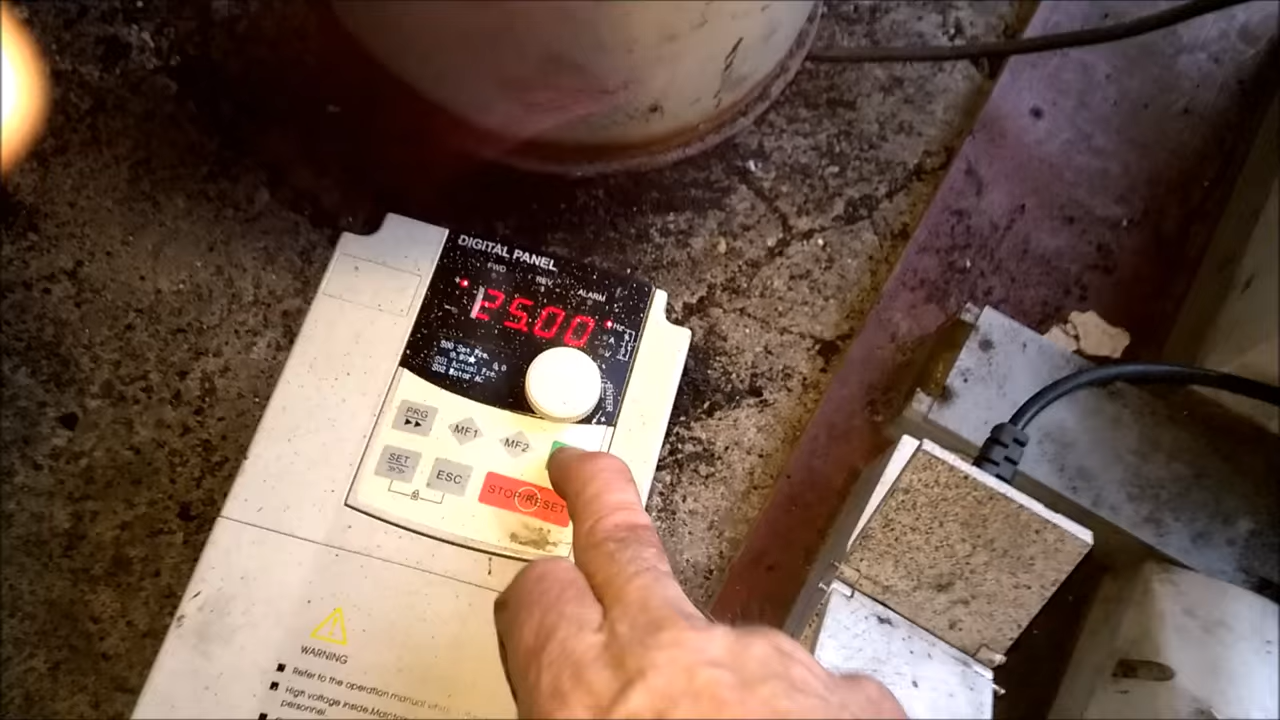 DIGITAL PANEL
FWD
REV
ALARM
25.00
Hz
A
V
S00 Set Fre.
S01 Actual Fre.
S02 Motor AC
ENTER
PRG
MF1
MF2
SET
ESC
STOP/RESET
WARNING
Refer to the operation manual
High voltage inside.
personnel.